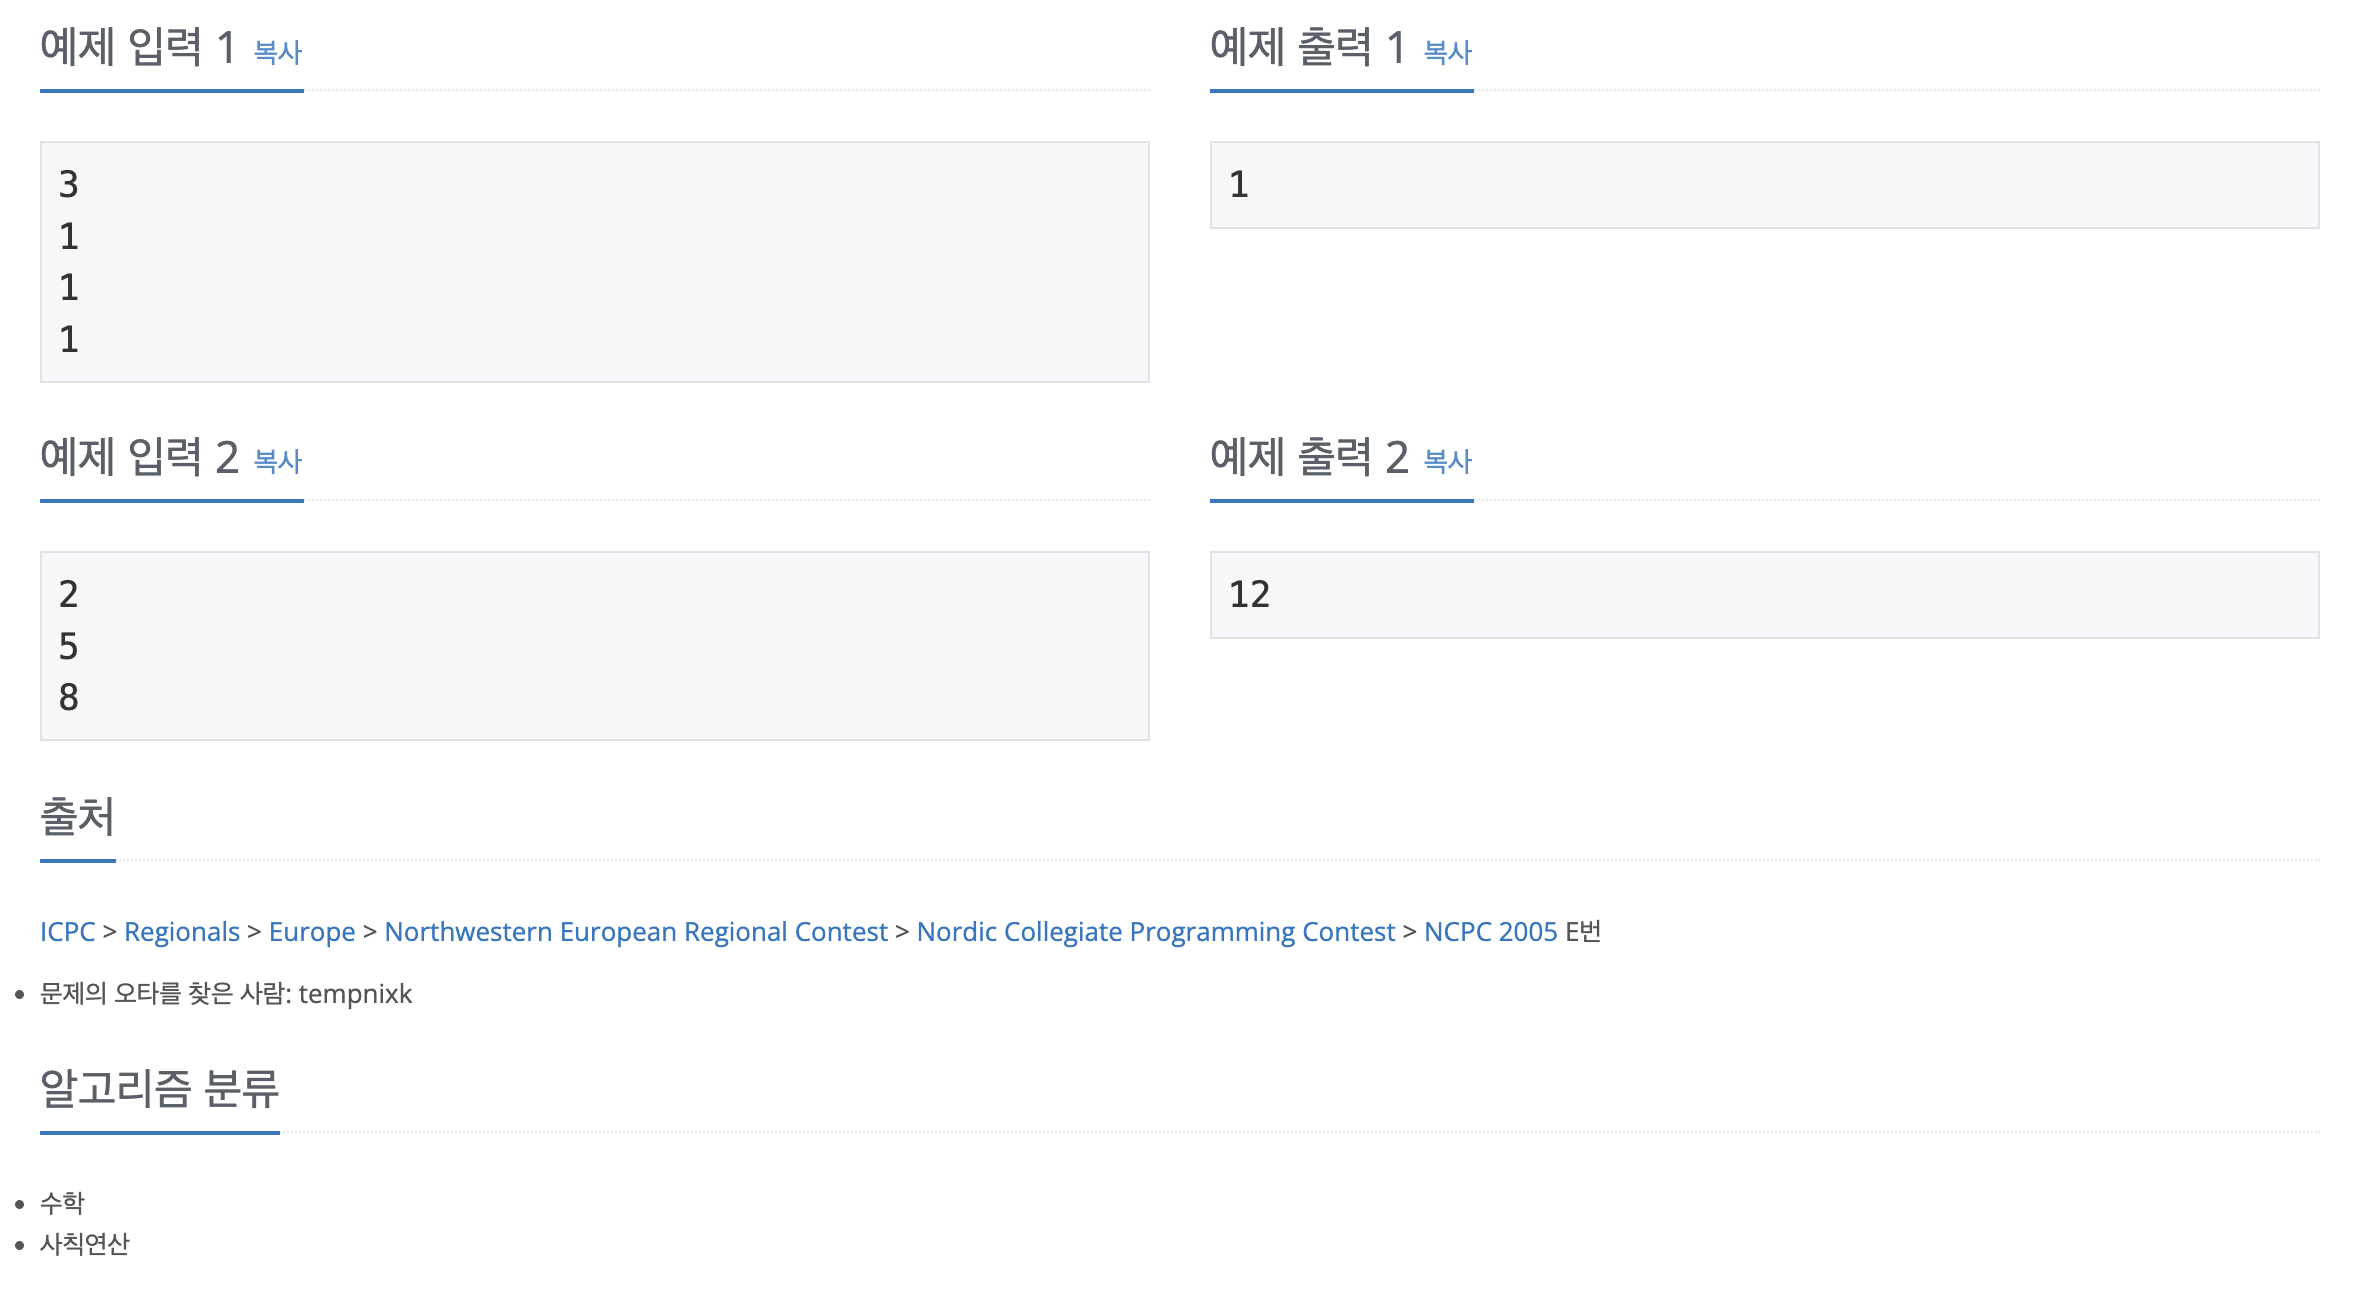 예제 입력 1 복사
3
1
1
1
예제 출력 1 복사
1
예제 입력 2 복사
2
5
8
예제 출력 2 복사
12
출처
ICPC > Regionals > Europe > Northwestern European Regional Contest > Nordic Collegiate Programming Contest > NCPC 2005 E번
문제의 오타를 찾은 사람: tempnixk
알고리즘 분류
수학
사칙연산